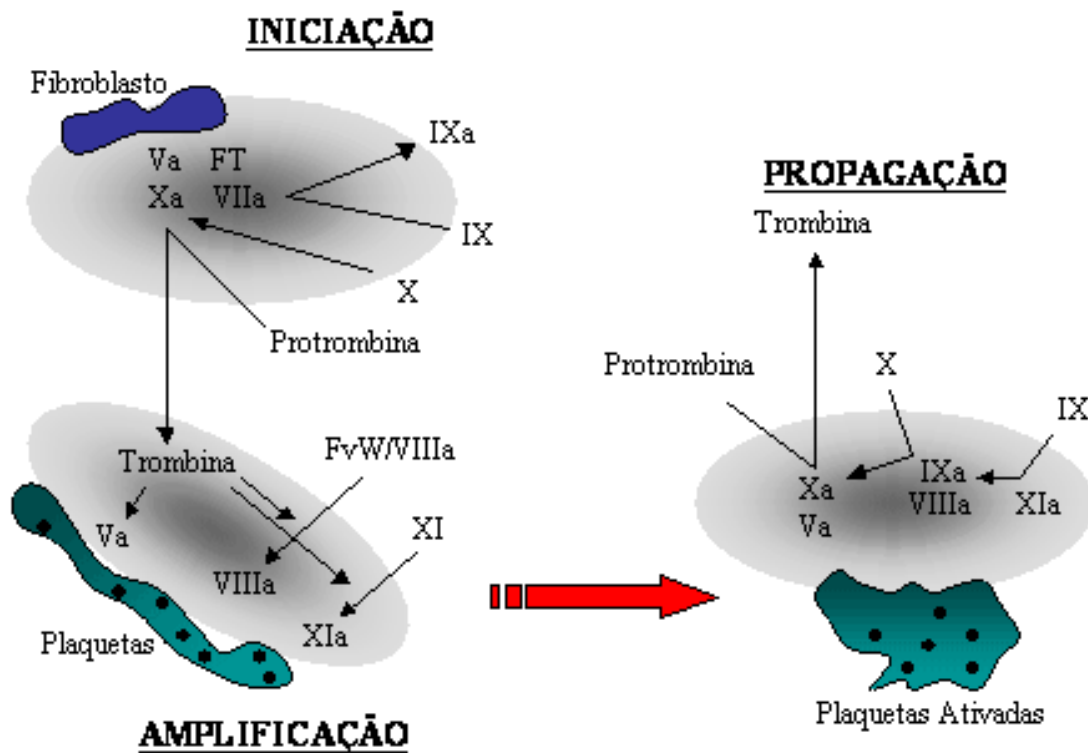 INICIAÇÃO
Fibroblasto
IXa
Va FT
Xa VIIa
IX
X
Protrombina
Trombina
FvW/VIIIa
Va
XI
VIIIa
XIa
Plaquetas
AMPLIFICAÇÃO
PROPAGAÇÃO
Trombina
X
Protrombina
IX
IXa
Xa
VIIIa
XIa
Va
Plaquetas Ativadas